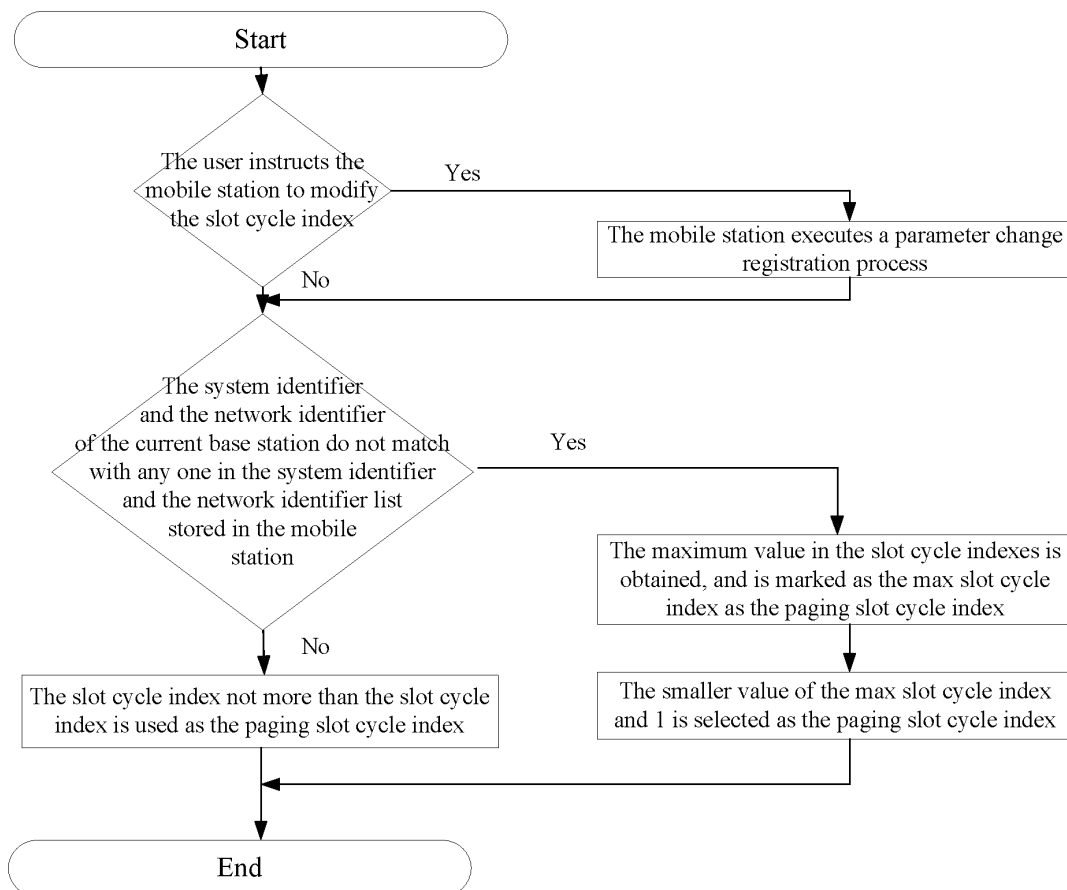 Start
The user instructs the
mobile station to modify
the slot cycle index
Yes
The mobile station executes a parameter change
registration process
No
The system identifier
and the network identifier
of the current base station do not match
with any one in the system identifier
and the network identifier list
stored in the mobile
station
Yes
The maximum value in the slot cycle indexes is
obtained, and is marked as the max slot cycle
index as the paging slot cycle index
No
The slot cycle index not more than the slot cycle
index is used as the paging slot cycle index
The smaller value of the max slot cycle index
and 1 is selected as the paging slot cycle index
End